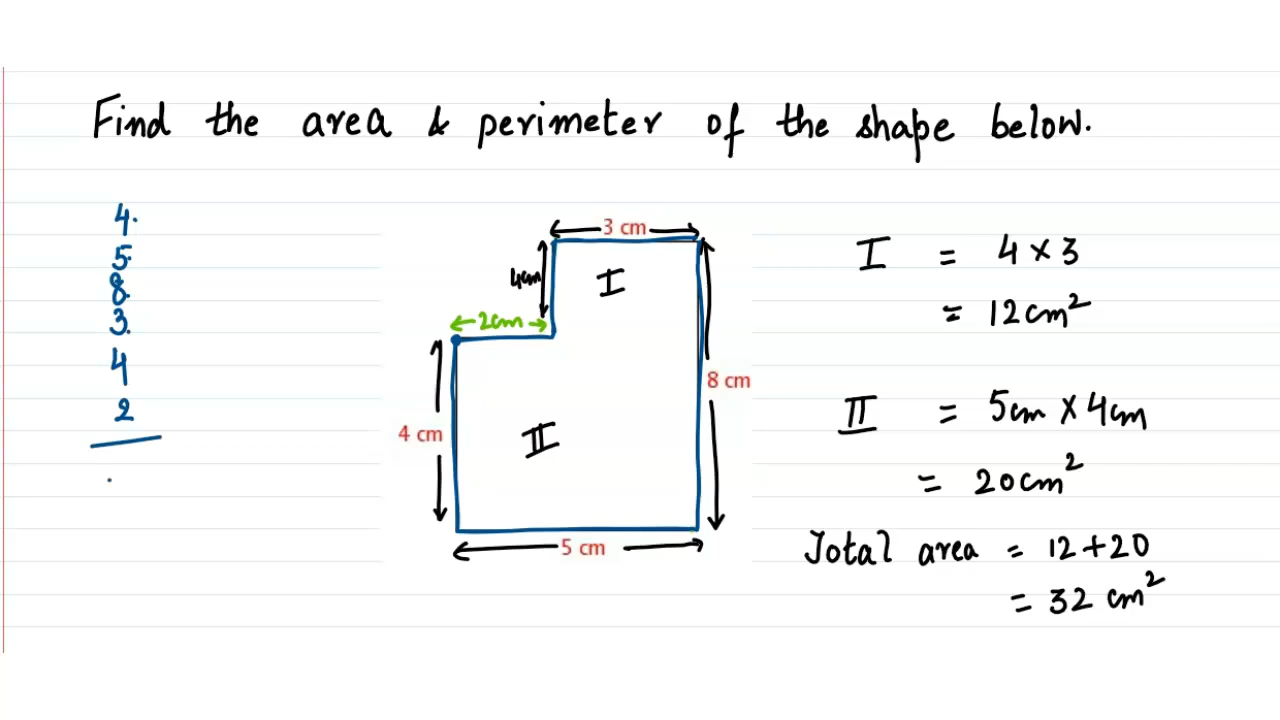 Find the area & perimeter of the shape below.
4.
5.
8.
3.
4
2
3 cm
4cm
I
2cm
8 cm
4 cm
II
5 cm
I = 4 × 3
= 12cm²
II = 5cm × 4cm
= 20cm²
Total area = 12+20
= 32 cm²